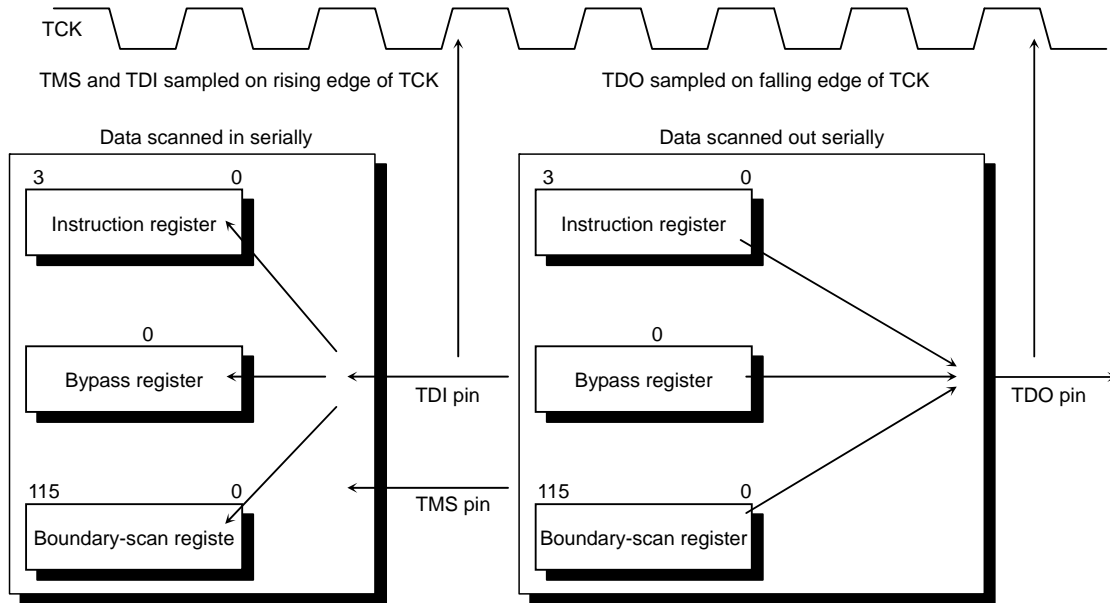 TCK
TMS and TDI sampled on rising edge of TCK
TDO sampled on falling edge of TCK
Data scanned in serially
3 0
Instruction register
0
Bypass register
115 0
Boundary-scan registe
TDI pin
TMS pin
Data scanned out serially
3 0
Instruction register
0
Bypass register
115 0
Boundary-scan register
TDO pin